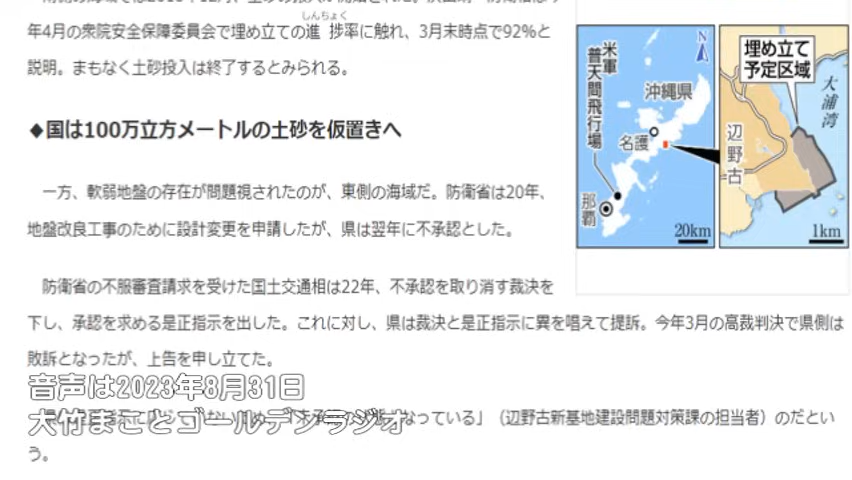 年4月の衆院安全保障委員会で埋め立ての進捗率に触れ、3月末時点で92%と
しんちょく
説明。まもなく土砂投入は終了するとみられる。
◆国は100万立方メートルの土砂を仮置きへ
一方、軟弱地盤の存在が問題視されたのが、東側の海域だ。防衛省は20年、
地盤改良工事のために設計変更を申請したが、県は翌年に不承認とした。
防衛省の不服審査請求を受けた国土交通相は22年、不承認を取り消す裁決を
下し、承認を求める是正指示を出した。これに対し、県は裁決と是正指示に異を唱えて提訴。今年3月の高裁判決で県側は
敗訴となったが、上告を申し立てた。
音声は2023年8月31日
大竹まこと ゴールデンラジオ
なっている」（辺野古新基地建設問題対策課の担当者）のだとい
う。
米軍
普天間飛行場
沖縄県
名護
那覇
20km
埋め立て
予定区域
大浦湾
辺野古
1km